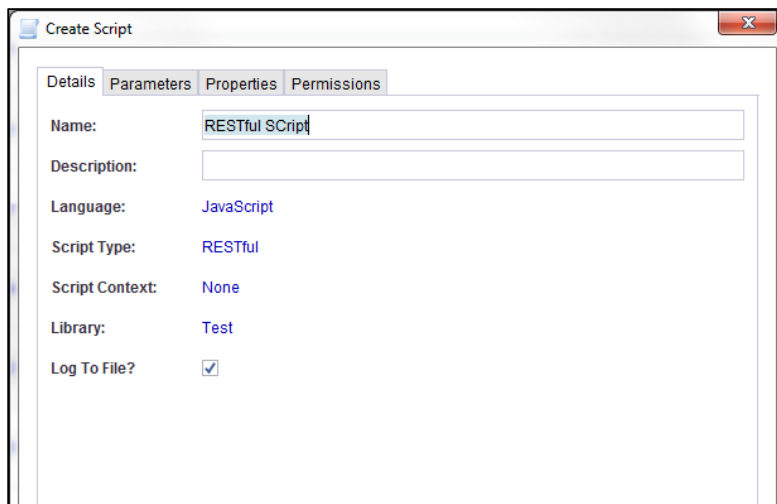 Create Script
Details Parameters Properties Permissions
Name: RESTful SCript
Description:
Language: JavaScript
Script Type: RESTful
Script Context: None
Library: Test
Log To File?